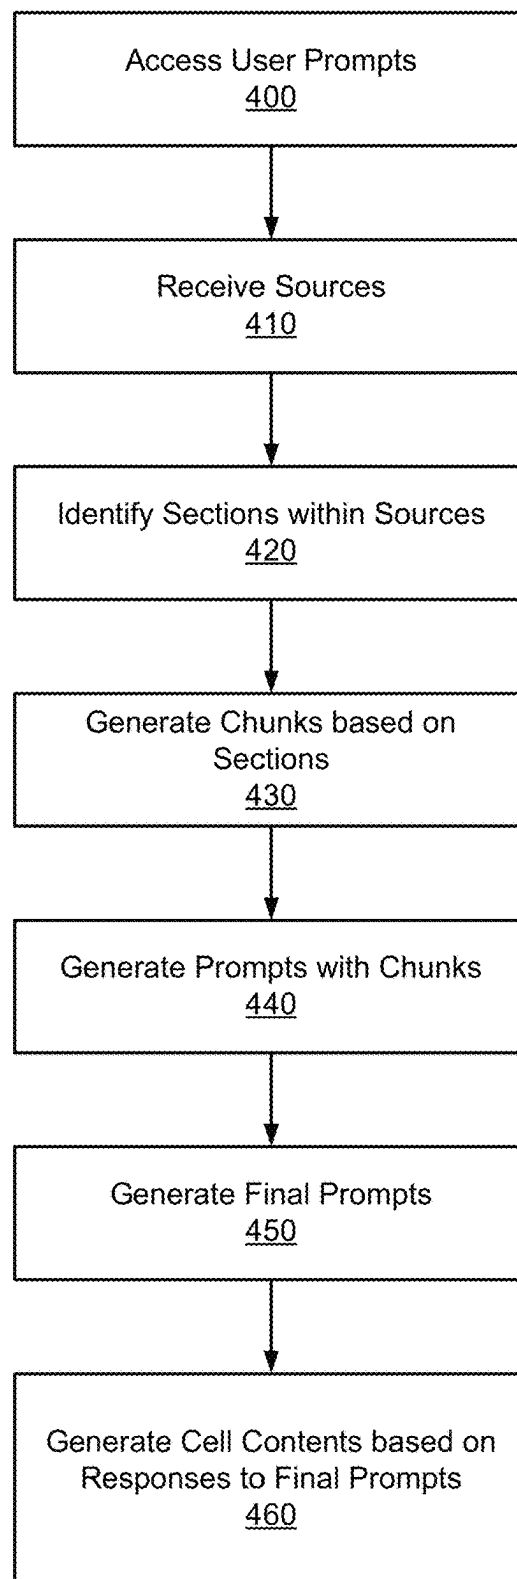 Access User Prompts
400
Receive Sources
410
Identify Sections within Sources
420
Generate Chunks based on
Sections
430
Generate Prompts with Chunks
440
Generate Final Prompts
450
Generate Cell Contents based on
Responses to Final Prompts
460